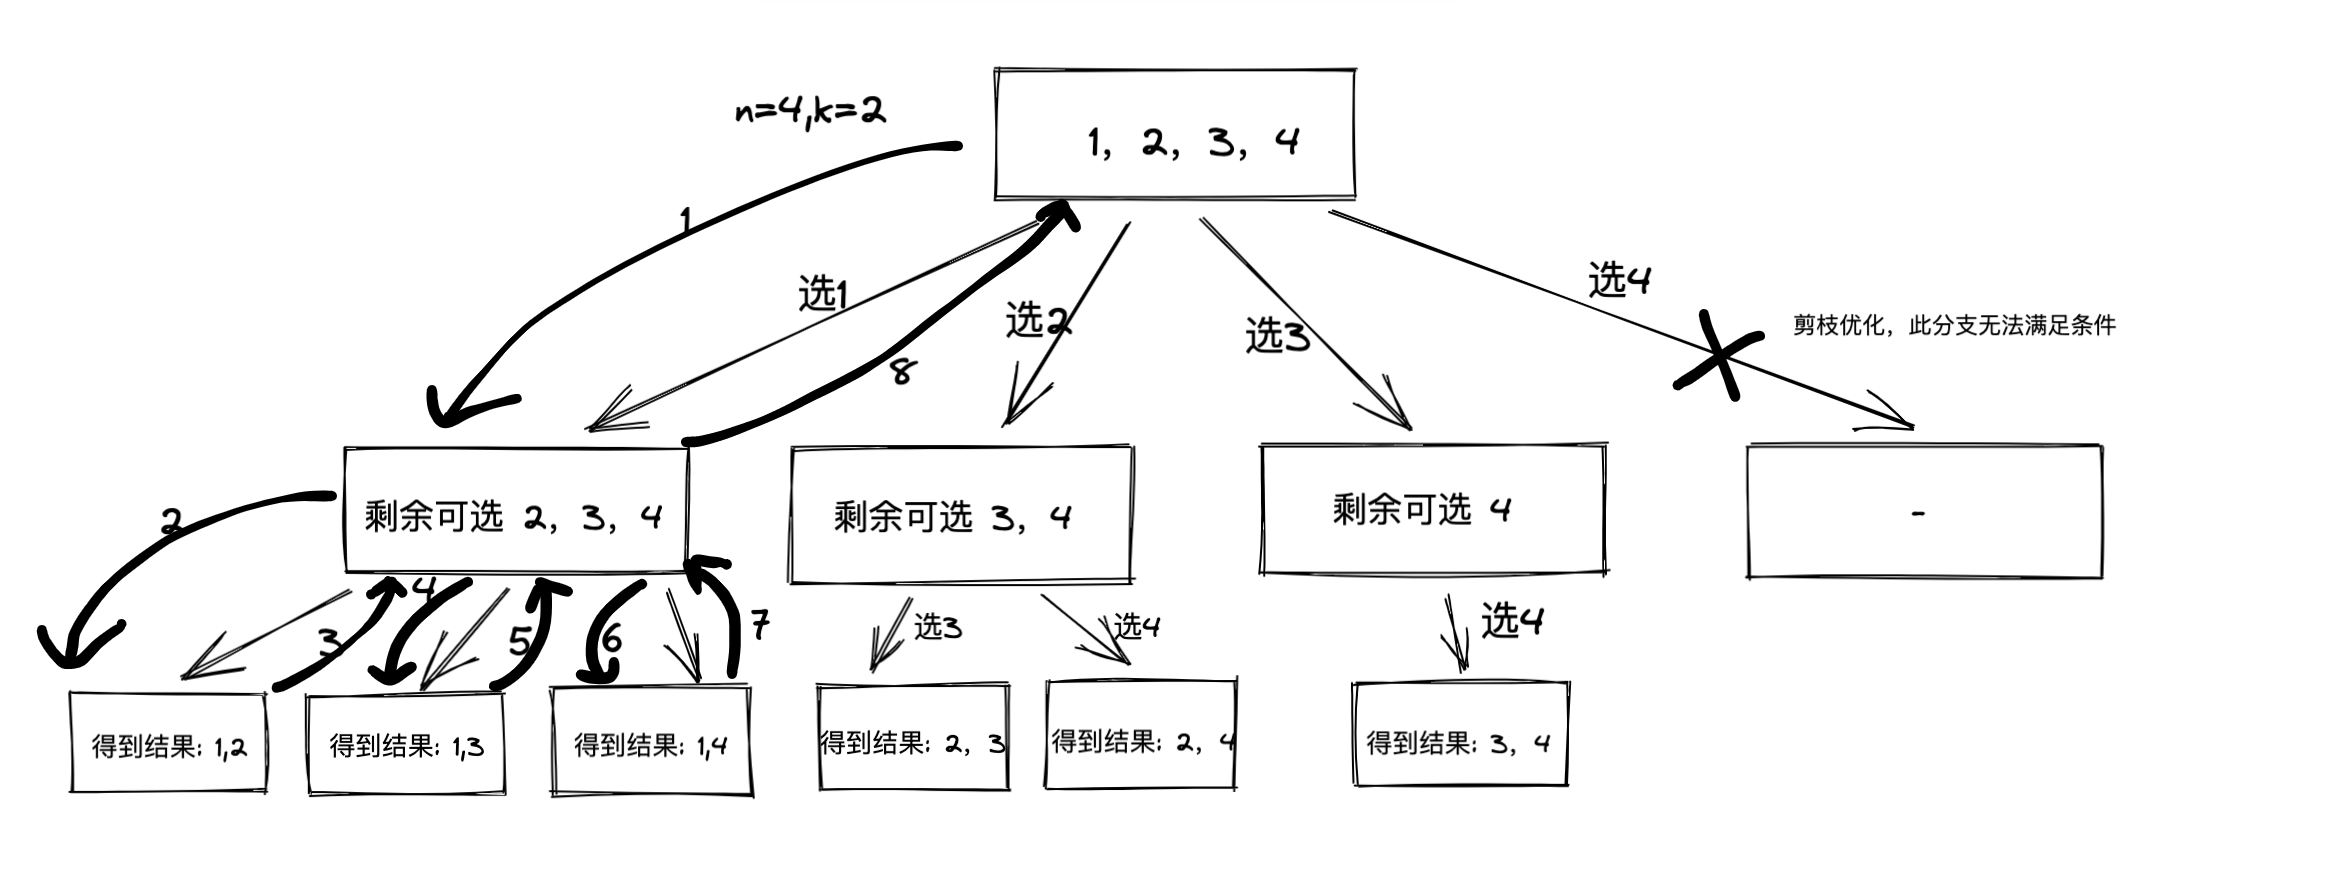 n=4,k=2
1, 2, 3, 4
1
选1
选2
选3
选4
剪枝优化，此分支无法满足条件
8
剩余可选 2, 3, 4
剩余可选 3, 4
剩余可选 4
-
2
3
4
5
6
7
选3
选4
选4
得到结果: 1,2
得到结果: 1,3
得到结果: 1,4
得到结果: 2, 3
得到结果: 2, 4
得到结果: 3, 4